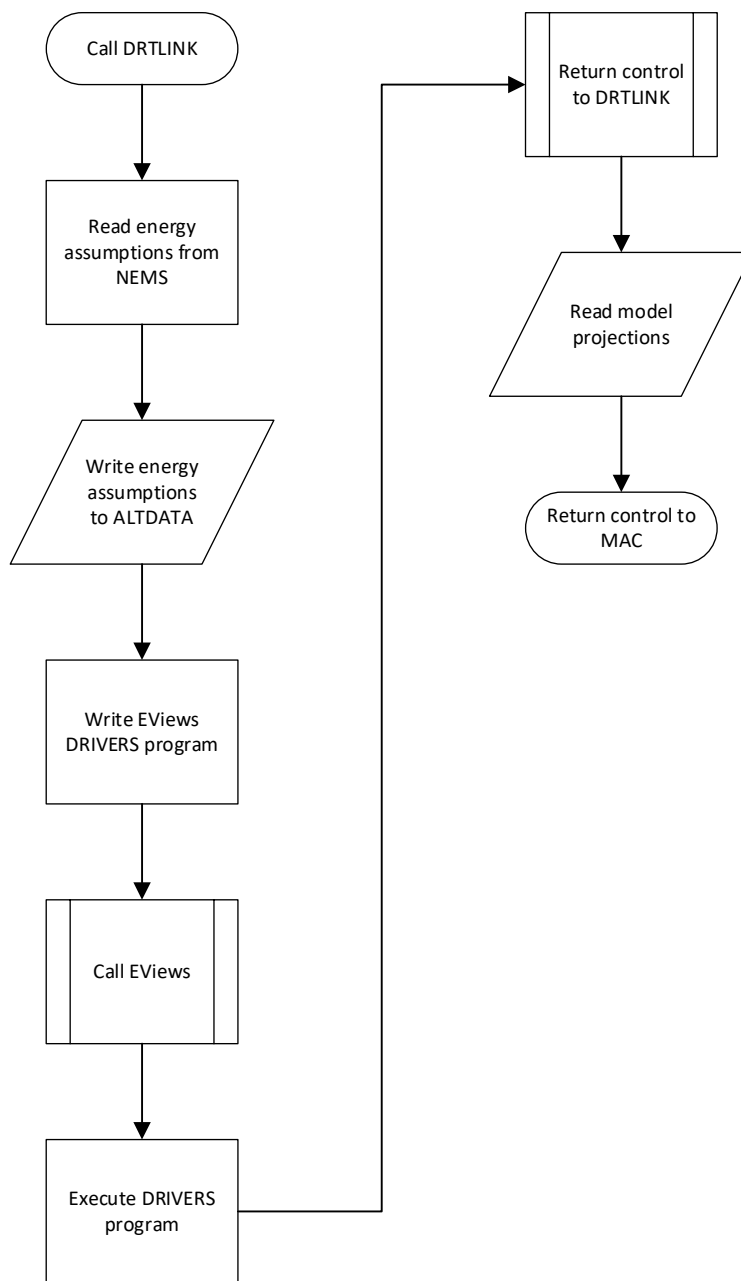 Call DRTLINK
Read energy
assumptions from
NEMS
Write energy
assumptions
to ALTDATA
Write EViews
DRIVERS program
Call EViews
Execute DRIVERS
program
Return control
to DRTLINK
Read model
projections
Return control to
MAC